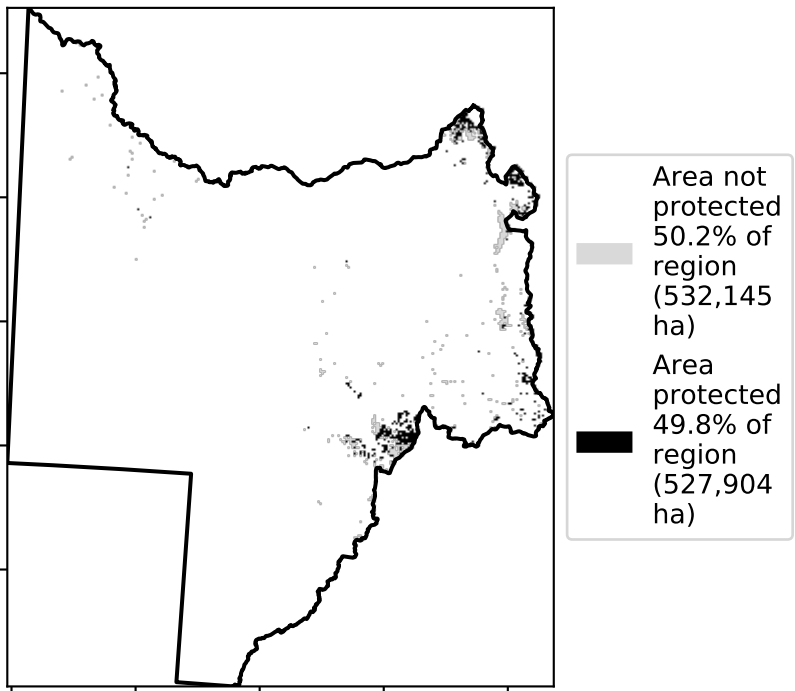 Area not
protected
50.2% of
region
(532,145
ha)
Area
protected
49.8% of
region
(527,904
ha)